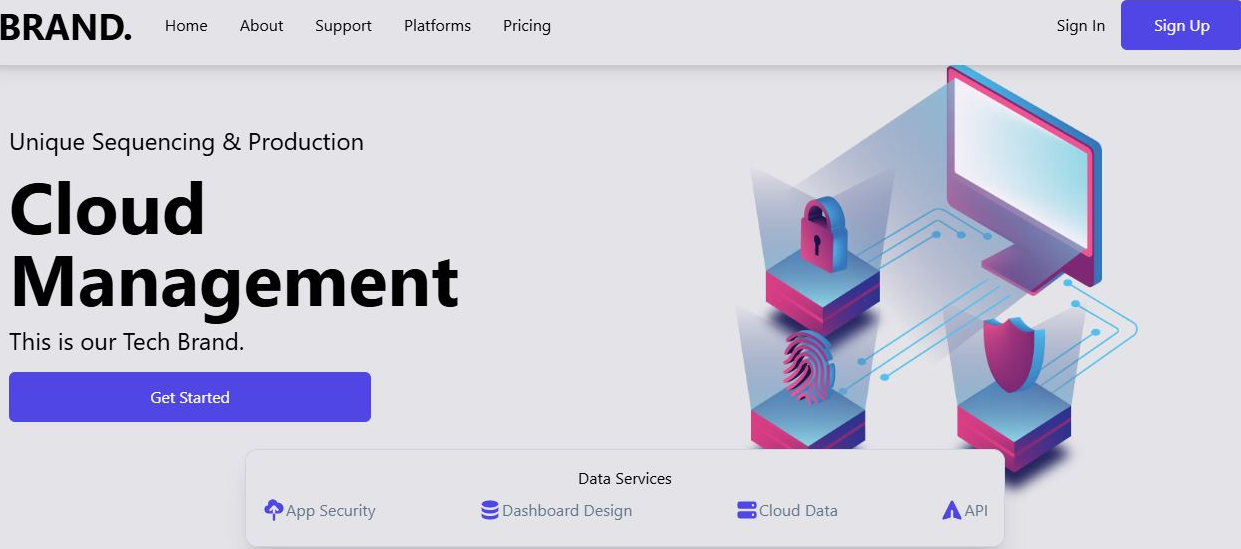 BRAND. Home About Support Platforms Pricing Sign In Sign Up
Unique Sequencing & Production
Cloud
Management
This is our Tech Brand.
Get Started
Data Services
App Security Dashboard Design Cloud Data API